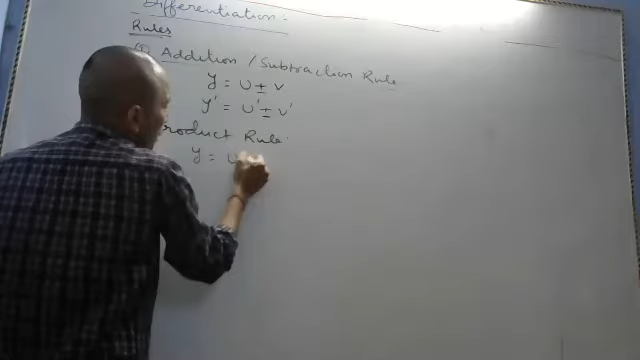 Differentiation:-
Rules
(1) Addition / Subtraction Rule
y = u ± v
y' = u' ± v'
Product Rule
y = u